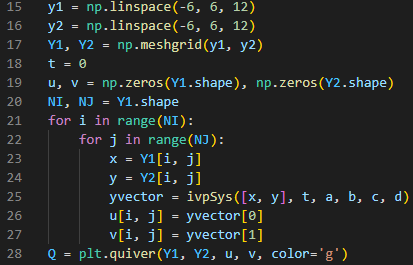 15 y1 = np.linspace(-6, 6, 12)
16 y2 = np.linspace(-6, 6, 12)
17 Y1, Y2 = np.meshgrid(y1, y2)
18 t = 0
19 u, v = np.zeros(Y1.shape), np.zeros(Y2.shape)
20 NI, NJ = Y1.shape
21 for i in range(NI):
22     for j in range(NJ):
23         x = Y1[i, j]
24         y = Y2[i, j]
25         yvector = ivpSys([x, y], t, a, b, c, d)
26         u[i, j] = yvector[0]
27         v[i, j] = yvector[1]
28 Q = plt.quiver(Y1, Y2, u, v, color='g')